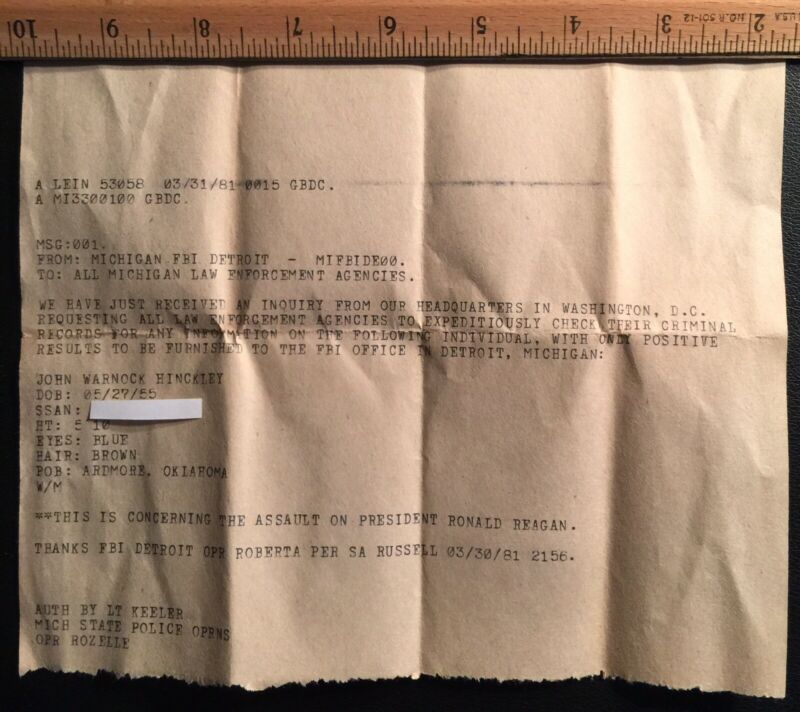 10 9 8 7 6 5 4 3 2
NO.R 501-12
U.S.A
A LEIN 53058 03/31/81 0015 GBDC.
A MI3300100 GBDC.
MSG:001.
FROM: MICHIGAN FBI DETROIT - MIFBIDE00.
TO: ALL MICHIGAN LAW ENFORCEMENT AGENCIES.
WE HAVE JUST RECEIVED AN INQUIRY FROM OUR HEADQUARTERS IN WASHINGTON, D.C.
REQUESTING ALL LAW ENFORCEMENT AGENCIES TO EXPEDITIOUSLY CHECK THEIR CRIMINAL
RECORDS FOR ANY INFORMATION ON THE FOLLOWING INDIVIDUAL, WITH ONLY POSITIVE
RESULTS TO BE FURNISHED TO THE FBI OFFICE IN DETROIT, MICHIGAN:
JOHN WARNOCK HINCKLEY
DOB: 05/27/55
SSAN:
HT: 5 10
EYES: BLUE
HAIR: BROWN
POB: ARDMORE, OKLAHOMA
W/M
**THIS IS CONCERNING THE ASSAULT ON PRESIDENT RONALD REAGAN.
THANKS FBI DETROIT OPR ROBERTA PER SA RUSSELL 03/30/81 2156.
AUTH BY LT KEELER
MICH STATE POLICE OPRNS
OPR ROZELLE